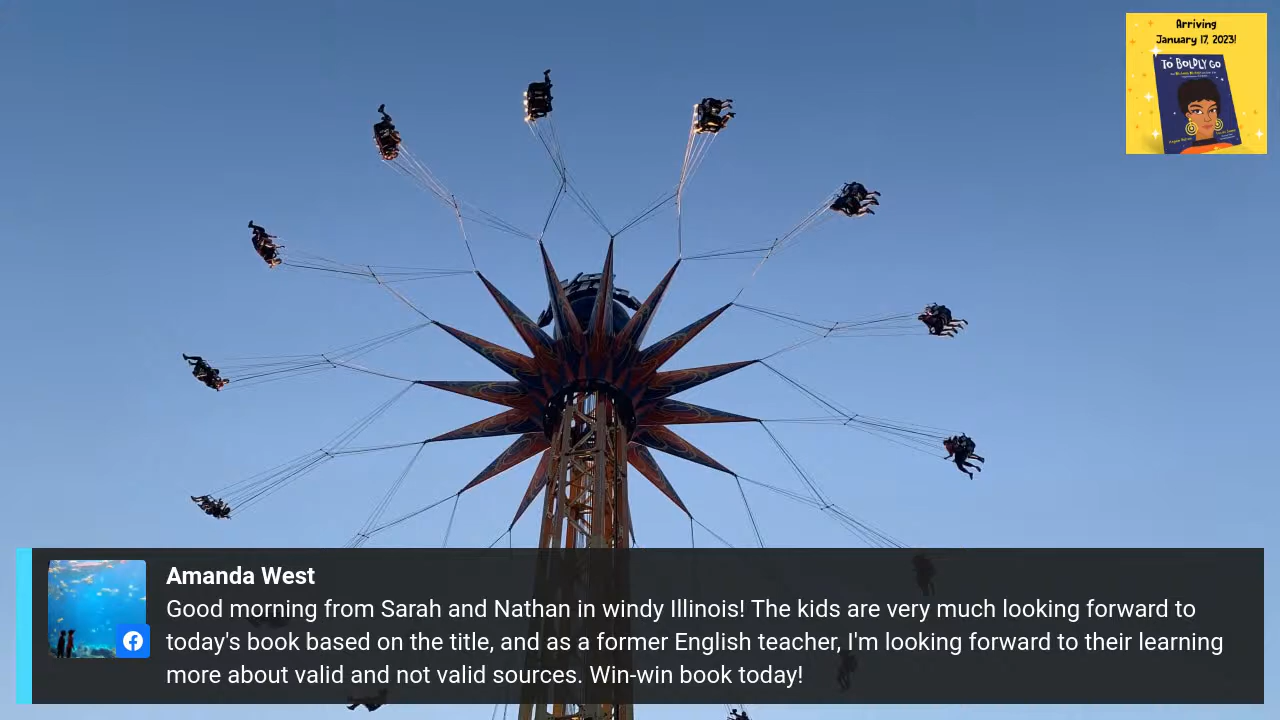 Arriving
January 17, 2023!
TO BOLDLY GO
Amanda West
Good morning from Sarah and Nathan in windy Illinois! The kids are very much looking forward to
today's book based on the title, and as a former English teacher, I'm looking forward to their learning
more about valid and not valid sources. Win-win book today!